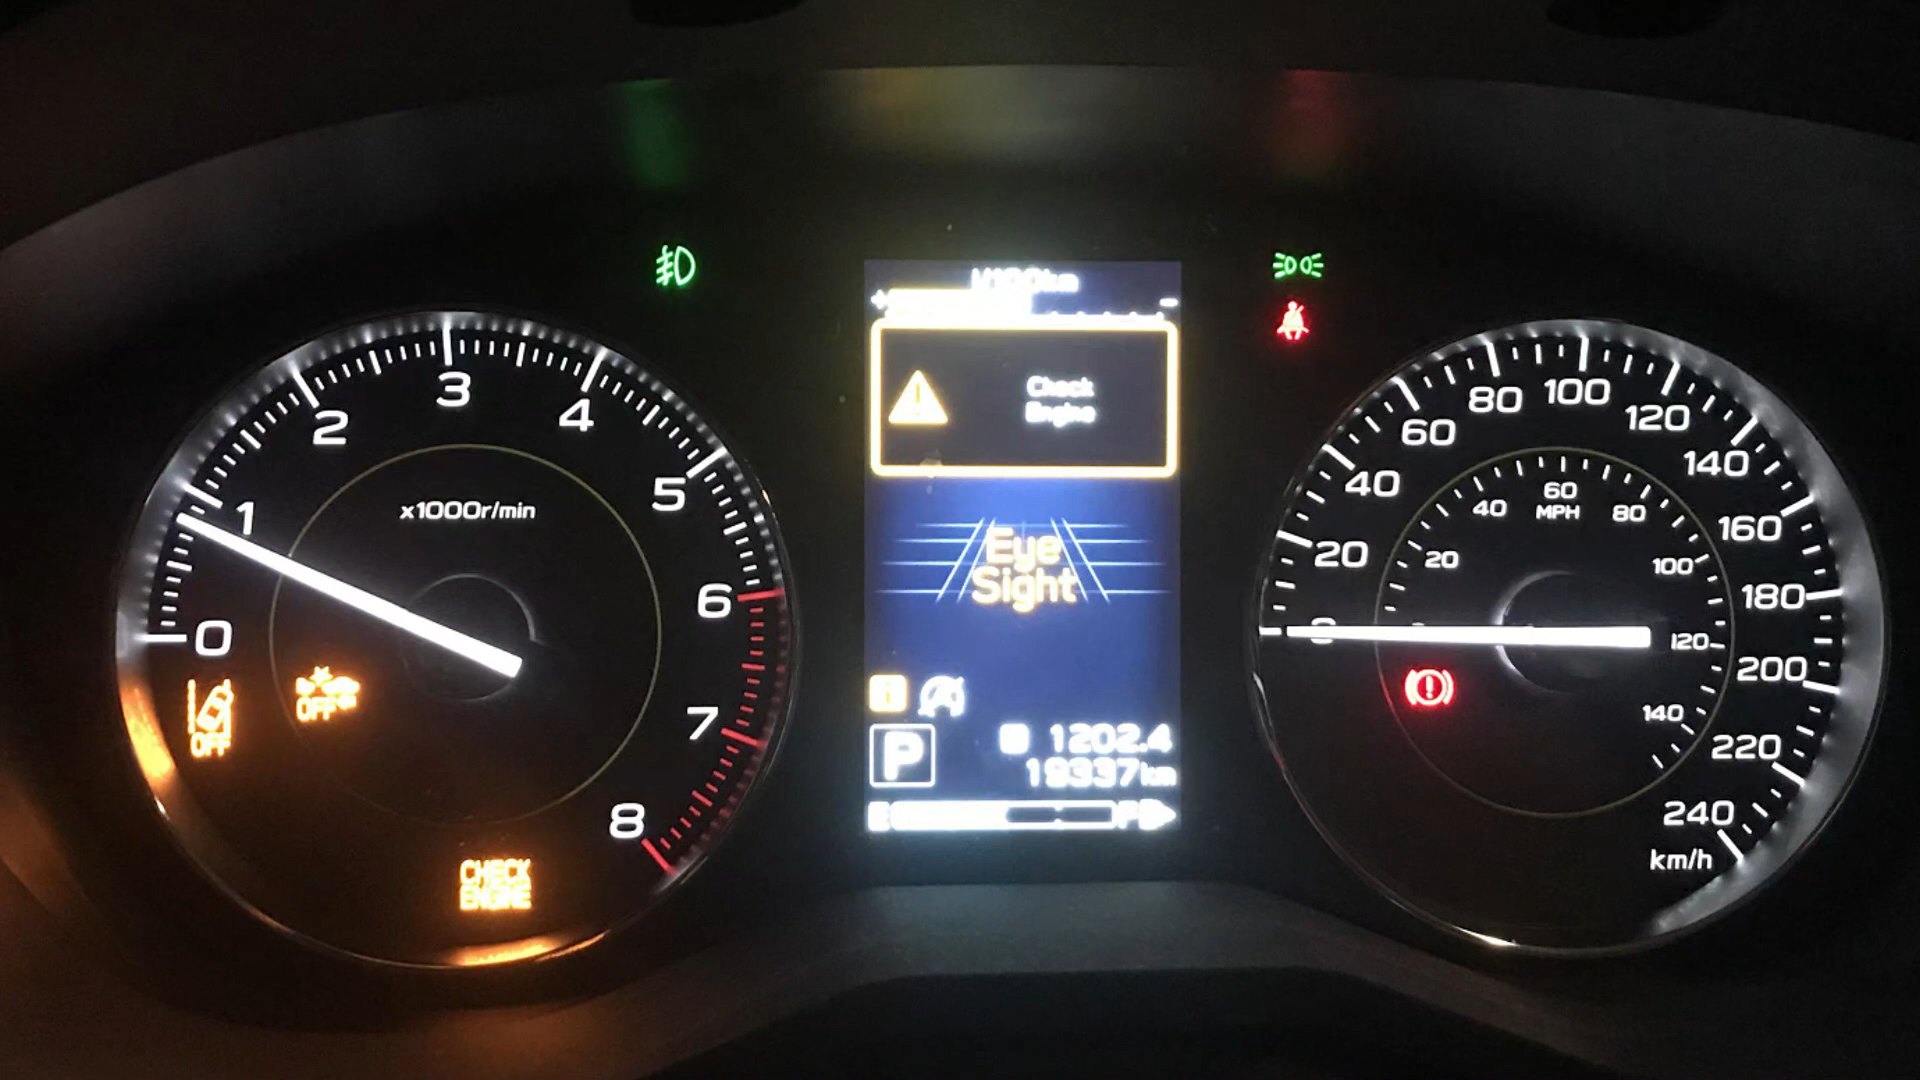 l/100km
+ -
Check
Engine
Eye
Sight
P
1202.4
19337km
E F
0
1
2
3
4
5
6
7
8
x1000r/min
OFF
OFF
CHECK
ENGINE
0
20
40
60
80
100
120
140
160
180
200
220
240
km/h
20
40
60
80
100
120
140
MPH